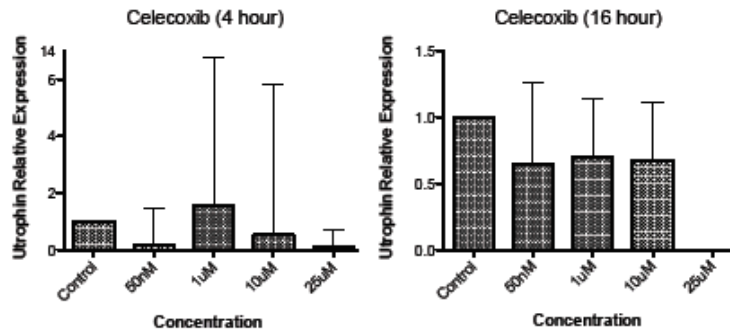 Celecoxib (4 hour)
Utrophin Relative Expression
14
6
4
2
0
Control
50nM
1uM
10uM
25uM
Concentration
Celecoxib (16 hour)
Utrophin Relative Expression
1.5
1.0
0.5
0.0
Control
50nM
1uM
10uM
25uM
Concentration